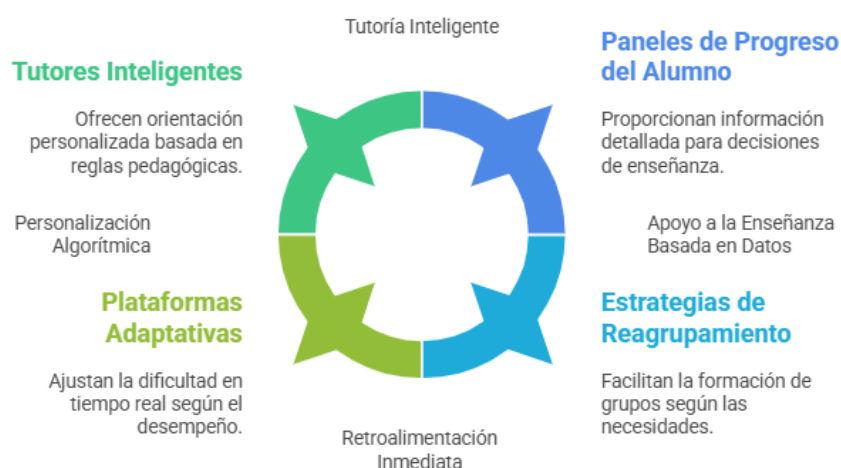 Tutoría Inteligente
Tutores Inteligentes
Ofrecen orientación
personalizada basada en
reglas pedagógicas.
Paneles de Progreso
del Alumno
Proporcionan información
detallada para decisiones
de enseñanza.
Personalización
Algorítmica
Apoyo a la Enseñanza
Basada en Datos
Plataformas
Adaptativas
Ajustan la dificultad en
tiempo real según el
desempeño.
Estrategias de
Reagrupamiento
Facilitan la formación de
grupos según las
necesidades.
Retroalimentación
Inmediata